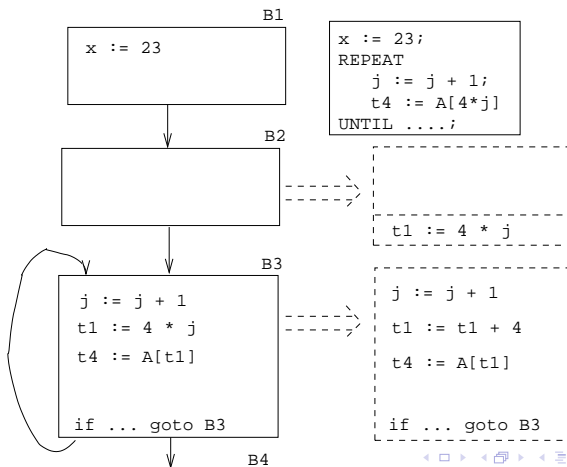 B1
x := 23
x := 23;
REPEAT
j := j + 1;
t4 := A[4*j]
UNTIL ....;
B2
t1 := 4 * j
B3
j := j + 1
t1 := 4 * j
t4 := A[t1]
if ... goto B3
j := j + 1
t1 := t1 + 4
t4 := A[t1]
if ... goto B3
B4